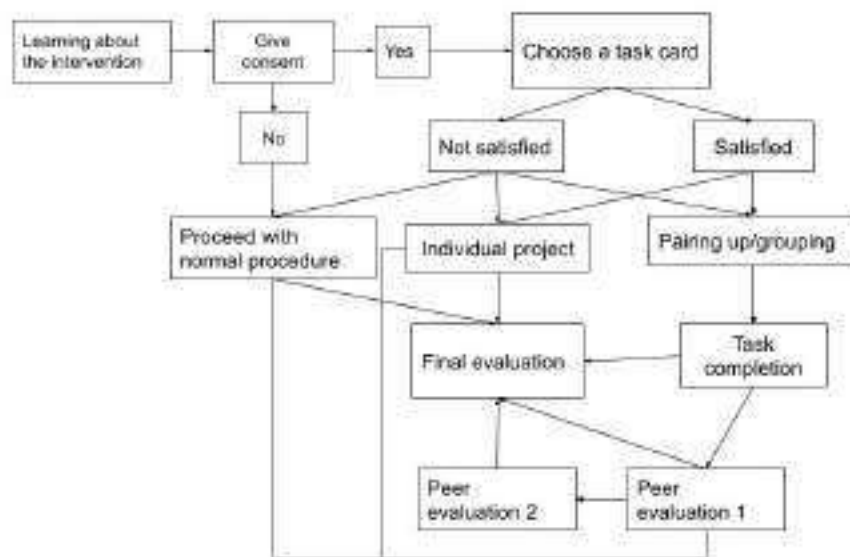 Learning about
the intervention
Give
consent
Yes
Choose a task card
No
Not satisfied
Satisfied
Proceed with
normal procedure
Individual project
Pairing up/grouping
Final evaluation
Task
completion
Peer
evaluation 2
Peer
evaluation 1